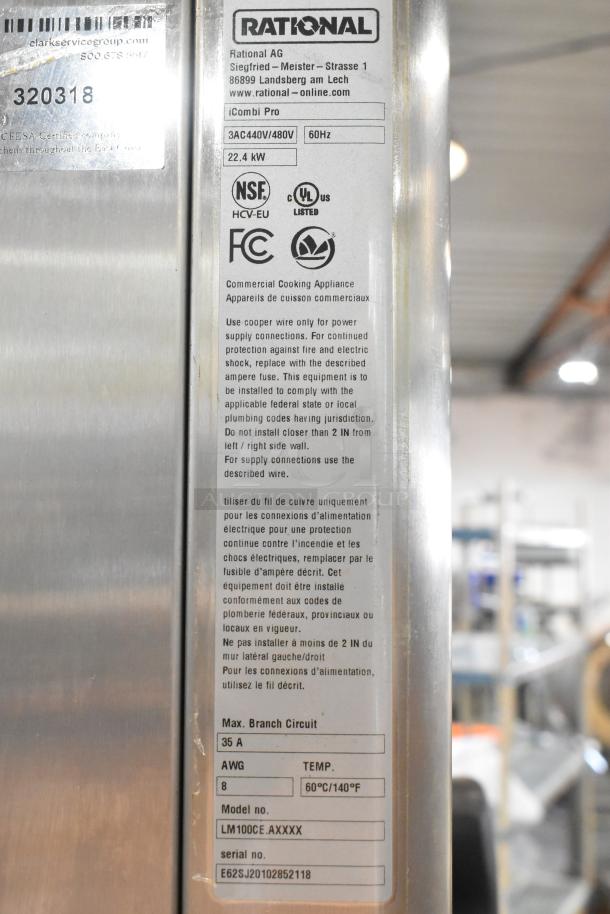 clarkservicegroup.com
320318
RATIONAL
Rational AG
Siegfried – Meister – Strasse 1
86899 Landsberg am Lech
www.rational – online.com
iCombi Pro
3AC440V/480V 60Hz
22.4 kW
NSF.
HCV-EU
c UL us
LISTED
FCC
Commercial Cooking Appliance
Appareils de cuisson commerciaux
Use cooper wire only for power
supply connections. For continued
protection against fire and electric
shock, replace with the described
ampere fuse. This equipment is to
be installed to comply with the
applicable federal state or local
plumbing codes having jurisdiction.
Do not install closer than 2 IN from
left / right side wall.
For supply connections use the
described wire.
AUCTION GROUP
tiliser du fil de cuivre uniquement
pour les connexions d'alimentation
électrique pour une protection
continue contre l'incendie et les
chocs électriques, remplacer par le
fusible d'ampère décrit. Cet
équipement doit être installé
conformément aux codes de
plomberie fédéraux, provinciaux ou
locaux en vigueur.
Ne pas installer à moins de 2 IN du
mur latéral gauche/droit
Pour les connexions d'alimentation,
utilisez le fil décrit.
Max. Branch Circuit
35 A
AWG TEMP.
8 60°C/140°F
Model no.
LM100CE.AXXXX
serial no.
E62SJ20102852118